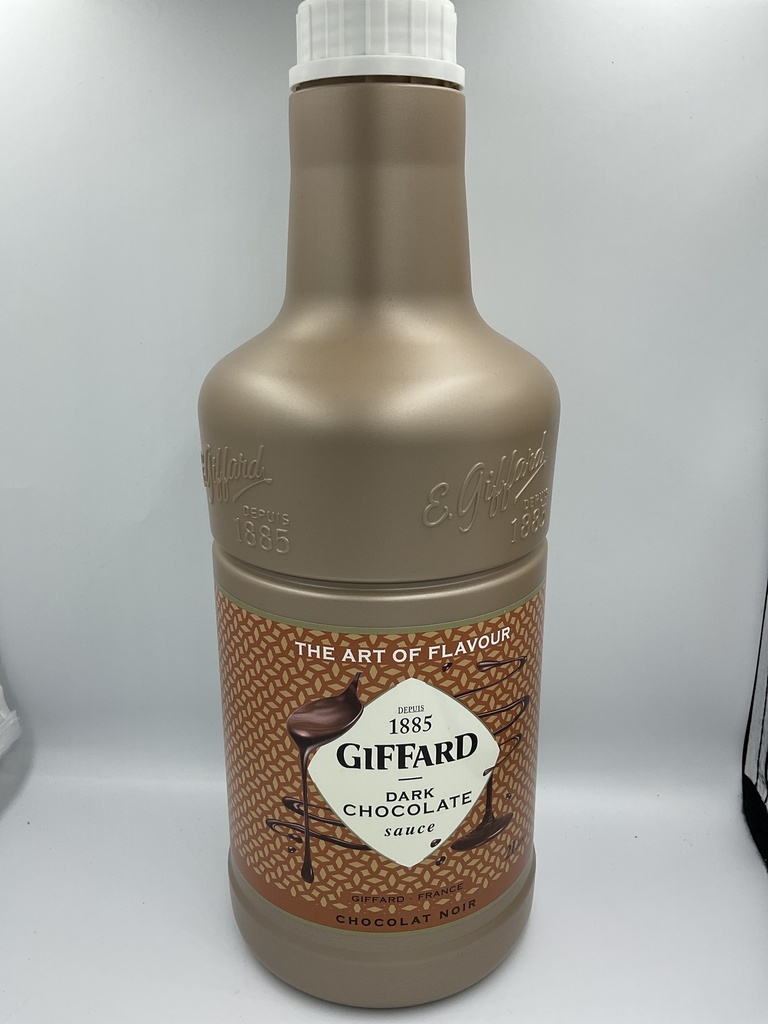 E. Giffard
DEPUIS
1885
E. Giffard
DEPUIS
1885
THE ART OF FLAVOUR
DEPUIS
1885
GIFFARD
DARK
CHOCOLATE
sauce
GIFFARD - FRANCE
CHOCOLAT NOIR